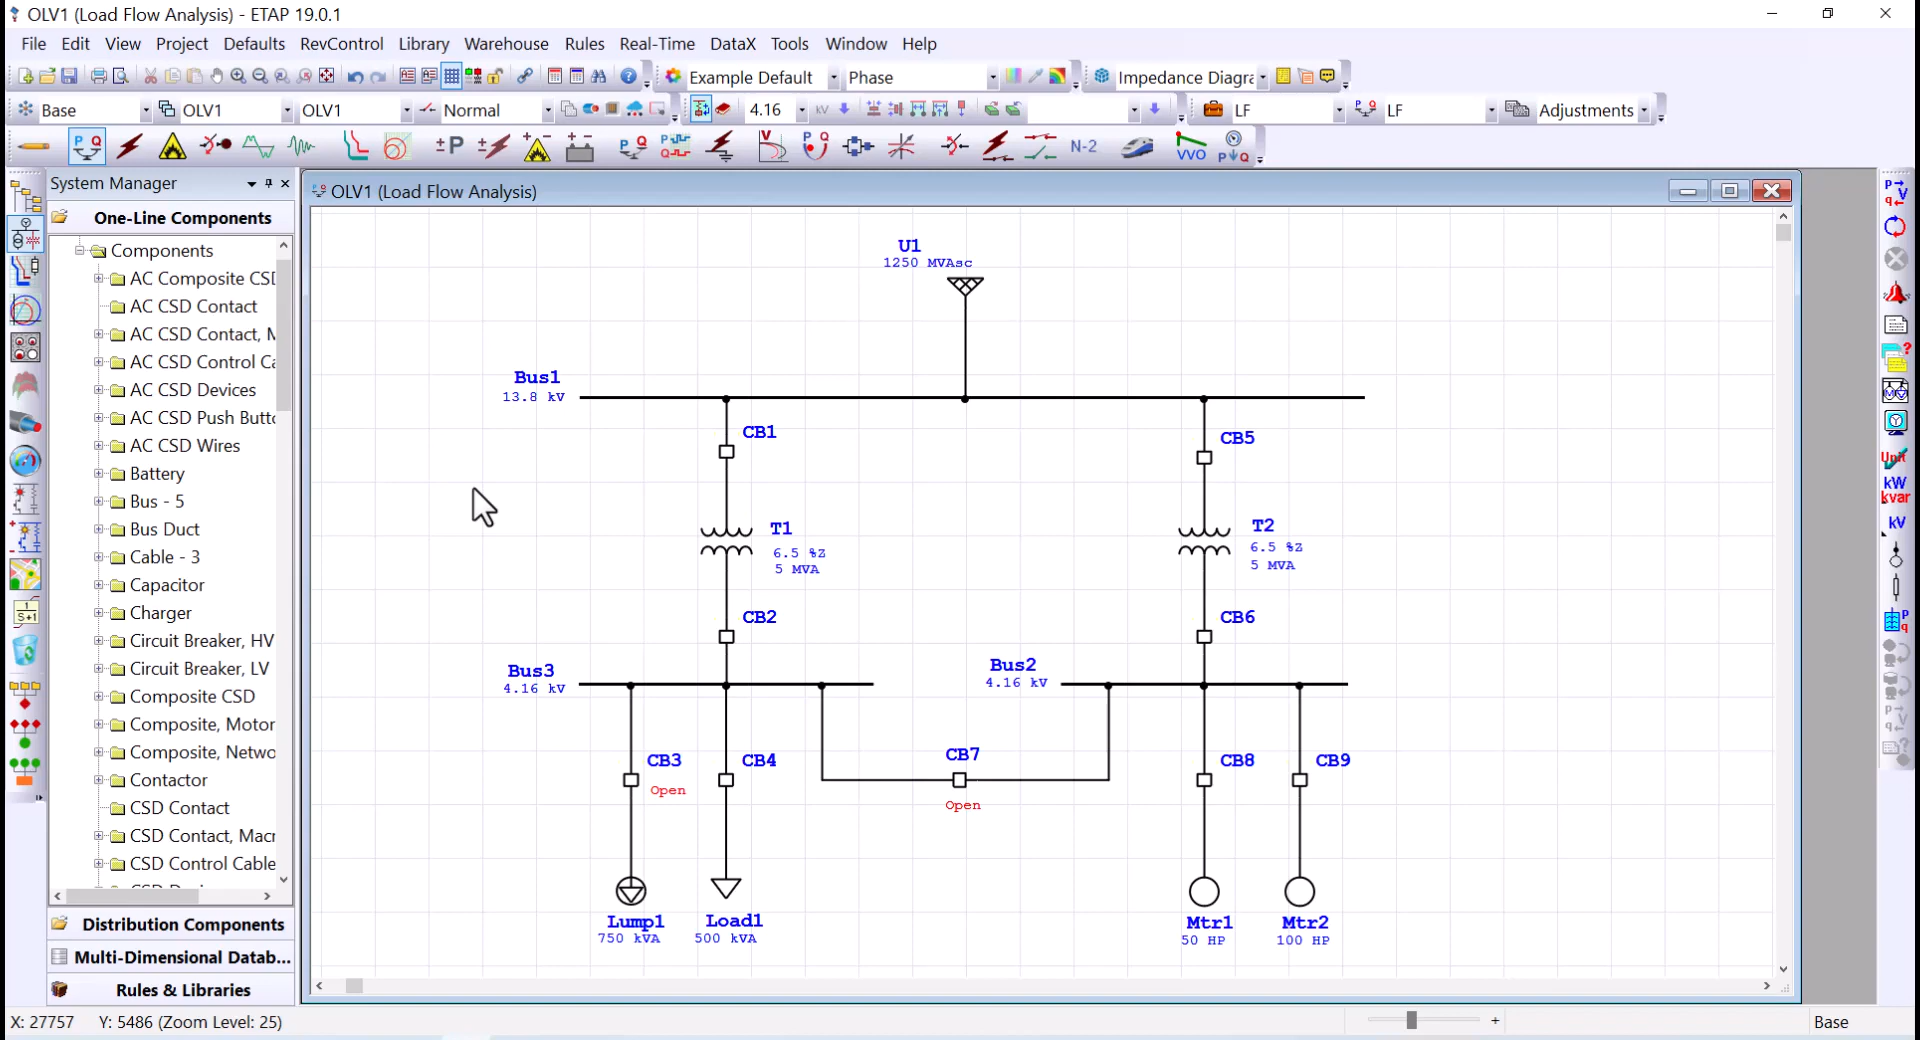 OLV1 (Load Flow Analysis) - ETAP 19.0.1
File Edit View Project Defaults RevControl Library Warehouse Rules Real-Time DataX Tools Window Help
Example Default Phase Impedance Diagra
Base OLV1 OLV1 Normal 4.16 kV LF LF Adjustments
P Q ±P P Q V P Q N-2 VVO P Q
System Manager
One-Line Components
Components
AC Composite CSD
AC CSD Contact
AC CSD Contact, M
AC CSD Control Ca
AC CSD Devices
AC CSD Push Butto
AC CSD Wires
Battery
Bus - 5
Bus Duct
Cable - 3
Capacitor
Charger
Circuit Breaker, HV
Circuit Breaker, LV
Composite CSD
Composite, Motor
Composite, Netwo
Contactor
CSD Contact
CSD Contact, Macr
CSD Control Cable
Distribution Components
Multi-Dimensional Datab...
Rules & Libraries
OLV1 (Load Flow Analysis)
U1
1250 MVAsc
Bus1
13.8 kV
CB1
CB5
T1
6.5 %Z
5 MVA
T2
6.5 %Z
5 MVA
CB2
CB6
Bus3
4.16 kV
Bus2
4.16 kV
CB3
Open
CB4
CB7
Open
CB8
CB9
Lump1
750 kVA
Load1
500 kVA
Mtr1
50 HP
Mtr2
100 HP
Unit
kW
kvar
kV
X: 27757 Y: 5486 (Zoom Level: 25)
Base